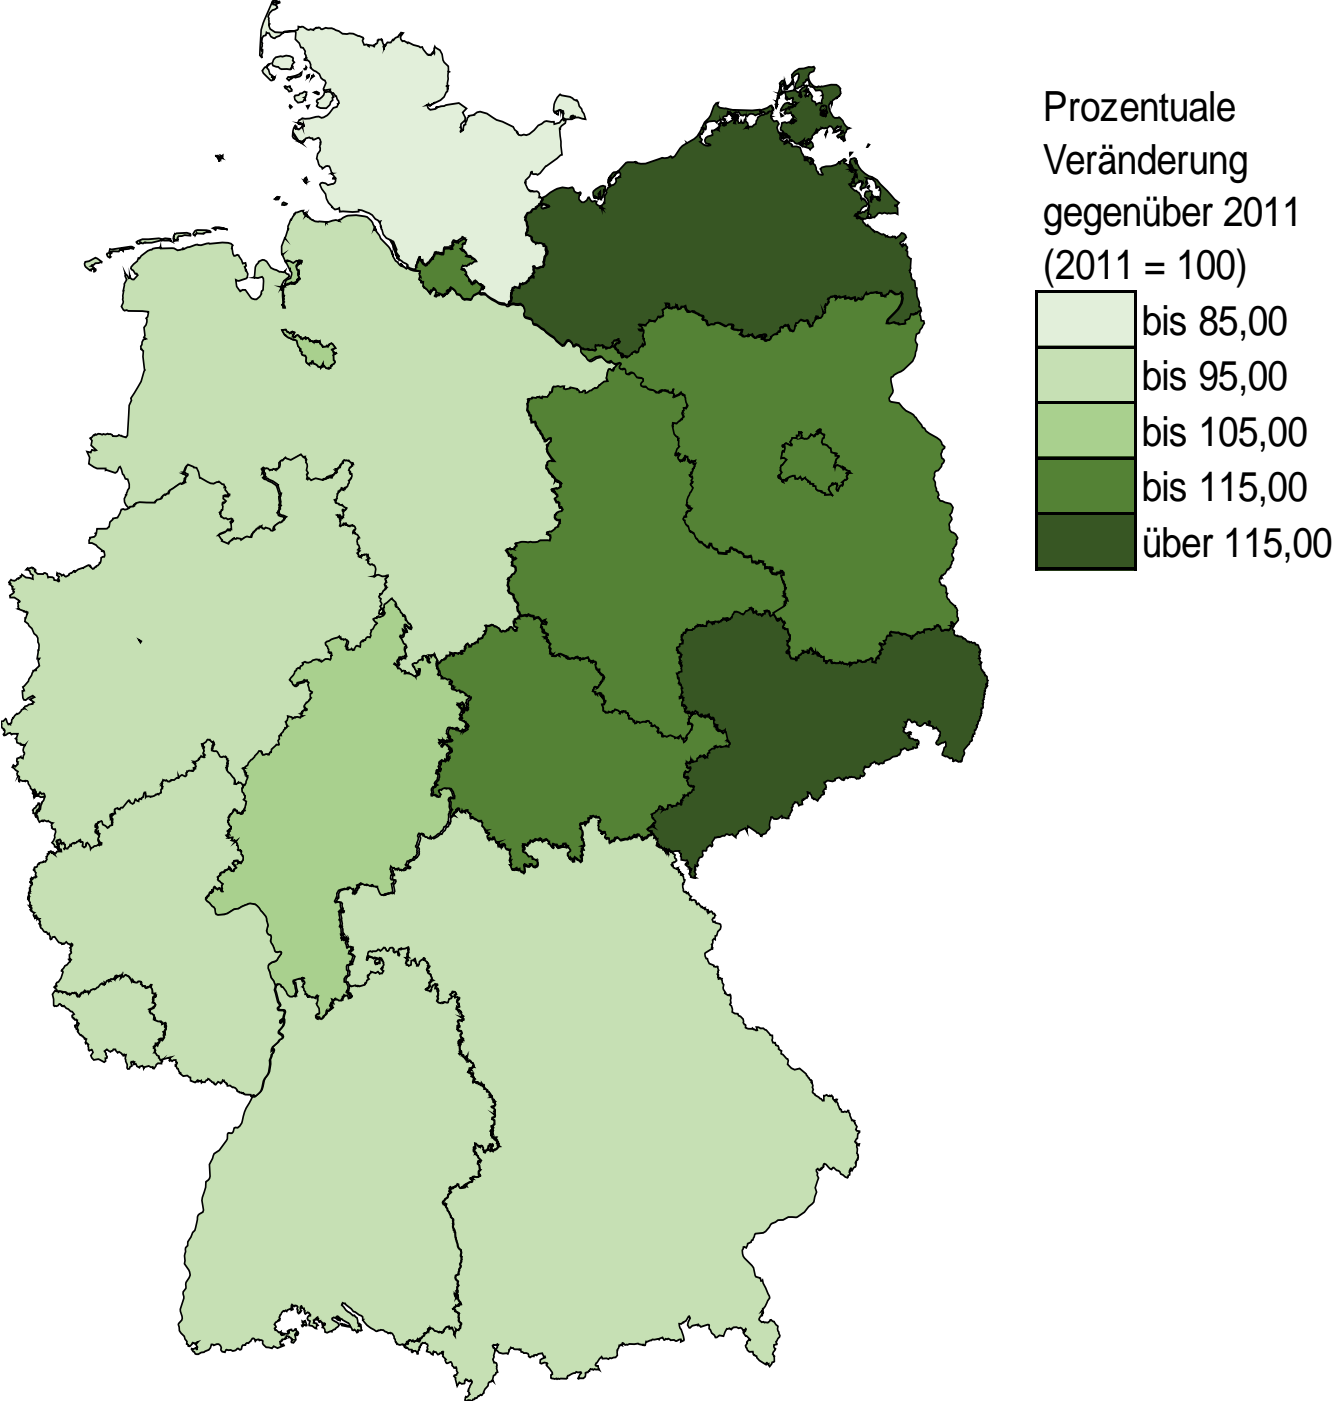 Prozentuale
Veränderung
gegenüber 2011
(2011 = 100)
bis 85,00
bis 95,00
bis 105,00
bis 115,00
über 115,00